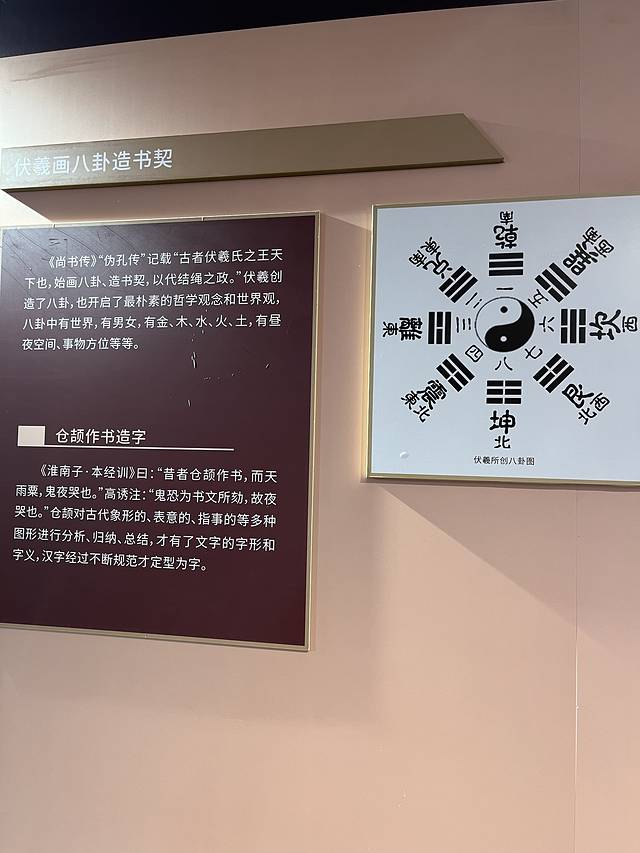 伏羲画八卦造书契
《尚书传》“伪孔传”记载“古者伏羲氏之王天
下也，始画八卦、造书契，以代结绳之政。”伏羲创
造了八卦，也开启了最朴素的哲学观念和世界观，
八卦中有世界，有男女，有金、木、水、火、土，有昼
夜空间、事物方位等等。
仓颉作书造字
《淮南子·本经训》曰：“昔者仓颉作书，而天
雨粟，鬼夜哭也。”高诱注：“鬼恐为书文所劾，故夜
哭也。”仓颉对古代象形的、表意的、指事的等多种
图形进行分析、归纳、总结，才有了文字的字形和
字义，汉字经过不断规范才定型为字。
南
乾
一
東南
兑
二
西南
巽
五
東
離
三
六
坎
西
四
八
七
震
東北
艮
西北
坤
北
伏羲所创八卦图